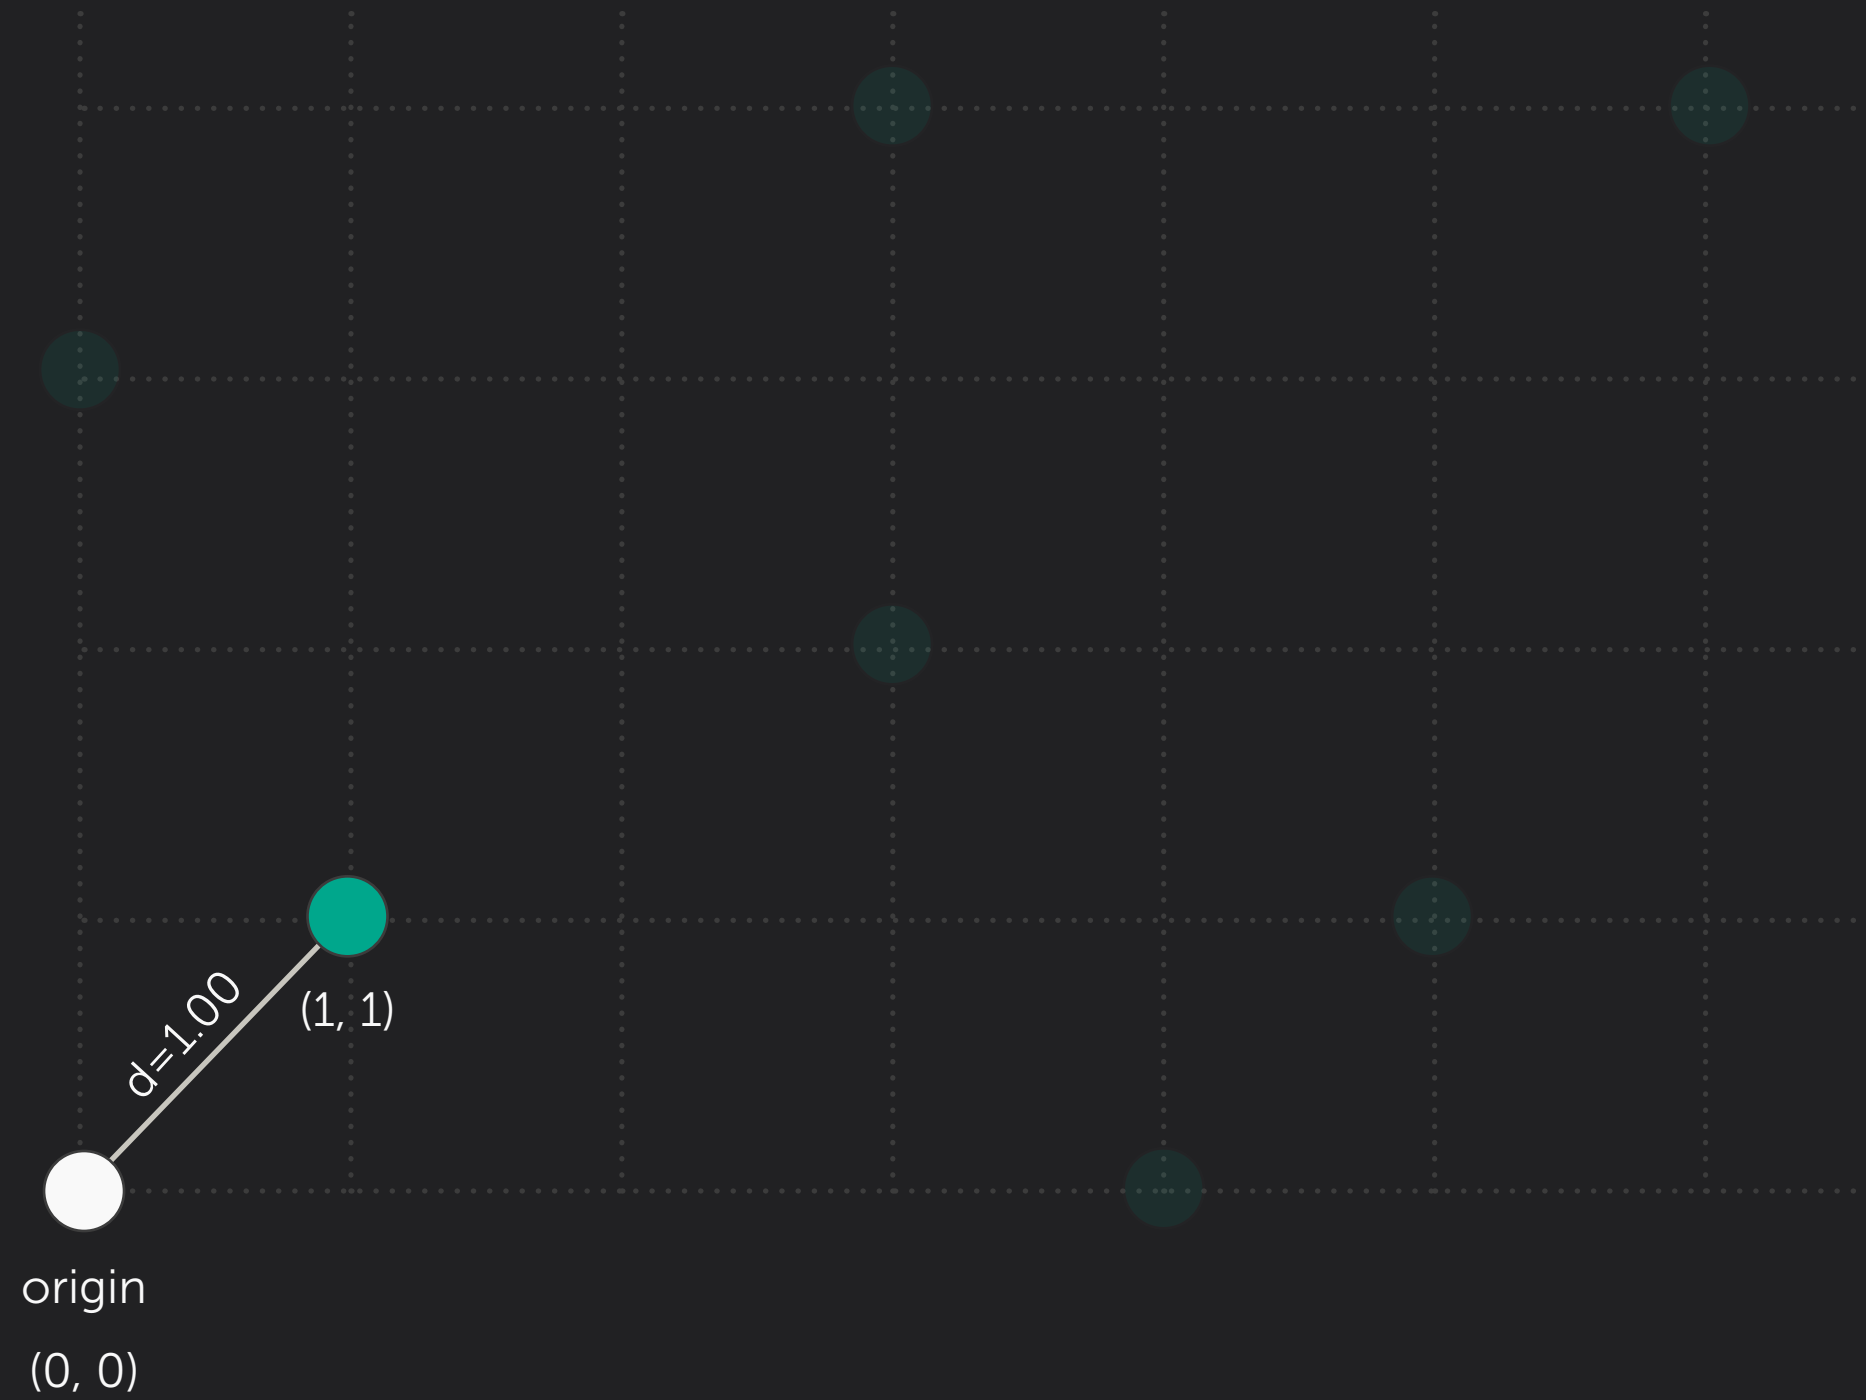 d=1.00
(1, 1)
origin
(0, 0)